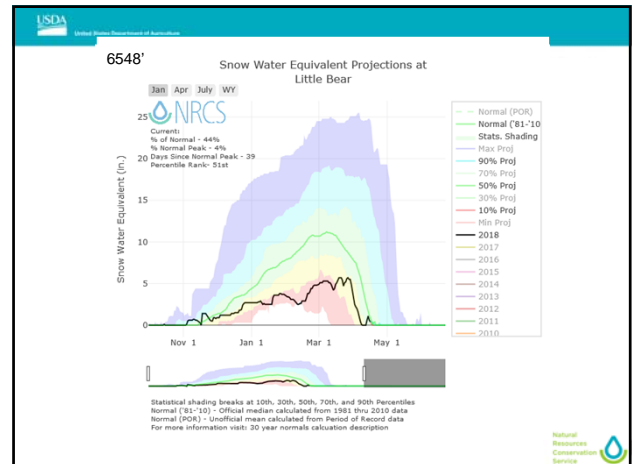 USDA
United States Department of Agriculture
6548’
Snow Water Equivalent Projections at
Little Bear
Jan Apr July WY
NRCS
Current:
% of Normal - 44%
% Normal Peak - 4%
Days Since Normal Peak - 39
Percentile Rank- 51st
Snow Water Equivalent (in.)
25
20
15
10
5
0
Nov 1 Jan 1 Mar 1 May 1
Normal (POR)
Normal ('81-'10
Stats. Shading
Max Proj
90% Proj
70% Proj
50% Proj
30% Proj
10% Proj
Min Proj
2018
2017
2016
2015
2014
2013
2012
2011
2010
Statistical shading breaks at 10th, 30th, 50th, 70th, and 90th Percentiles
Normal ('81-'10) - Official median calculated from 1981 thru 2010 data
Normal (POR) - Unofficial mean calculated from Period of Record data
For more information visit: 30 year normals calcuation description
Natural
Resources
Conservation
Service